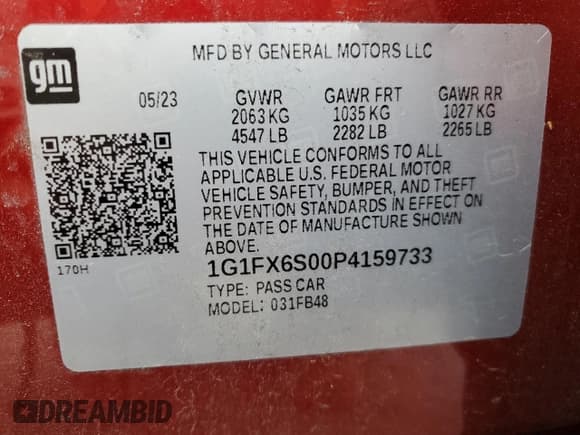 gm
MFD BY GENERAL MOTORS LLC
05/23 GVWR GAWR FRT GAWR RR
2063 KG 1035 KG 1027 KG
4547 LB 2282 LB 2265 LB
THIS VEHICLE CONFORMS TO ALL
APPLICABLE U.S. FEDERAL MOTOR
VEHICLE SAFETY, BUMPER, AND THEFT
PREVENTION STANDARDS IN EFFECT ON
THE DATE OF MANUFACTURE SHOWN
ABOVE.
170H
1G1FX6S00P4159733
TYPE: PASS CAR
MODEL: 031FB48
DREAMBID